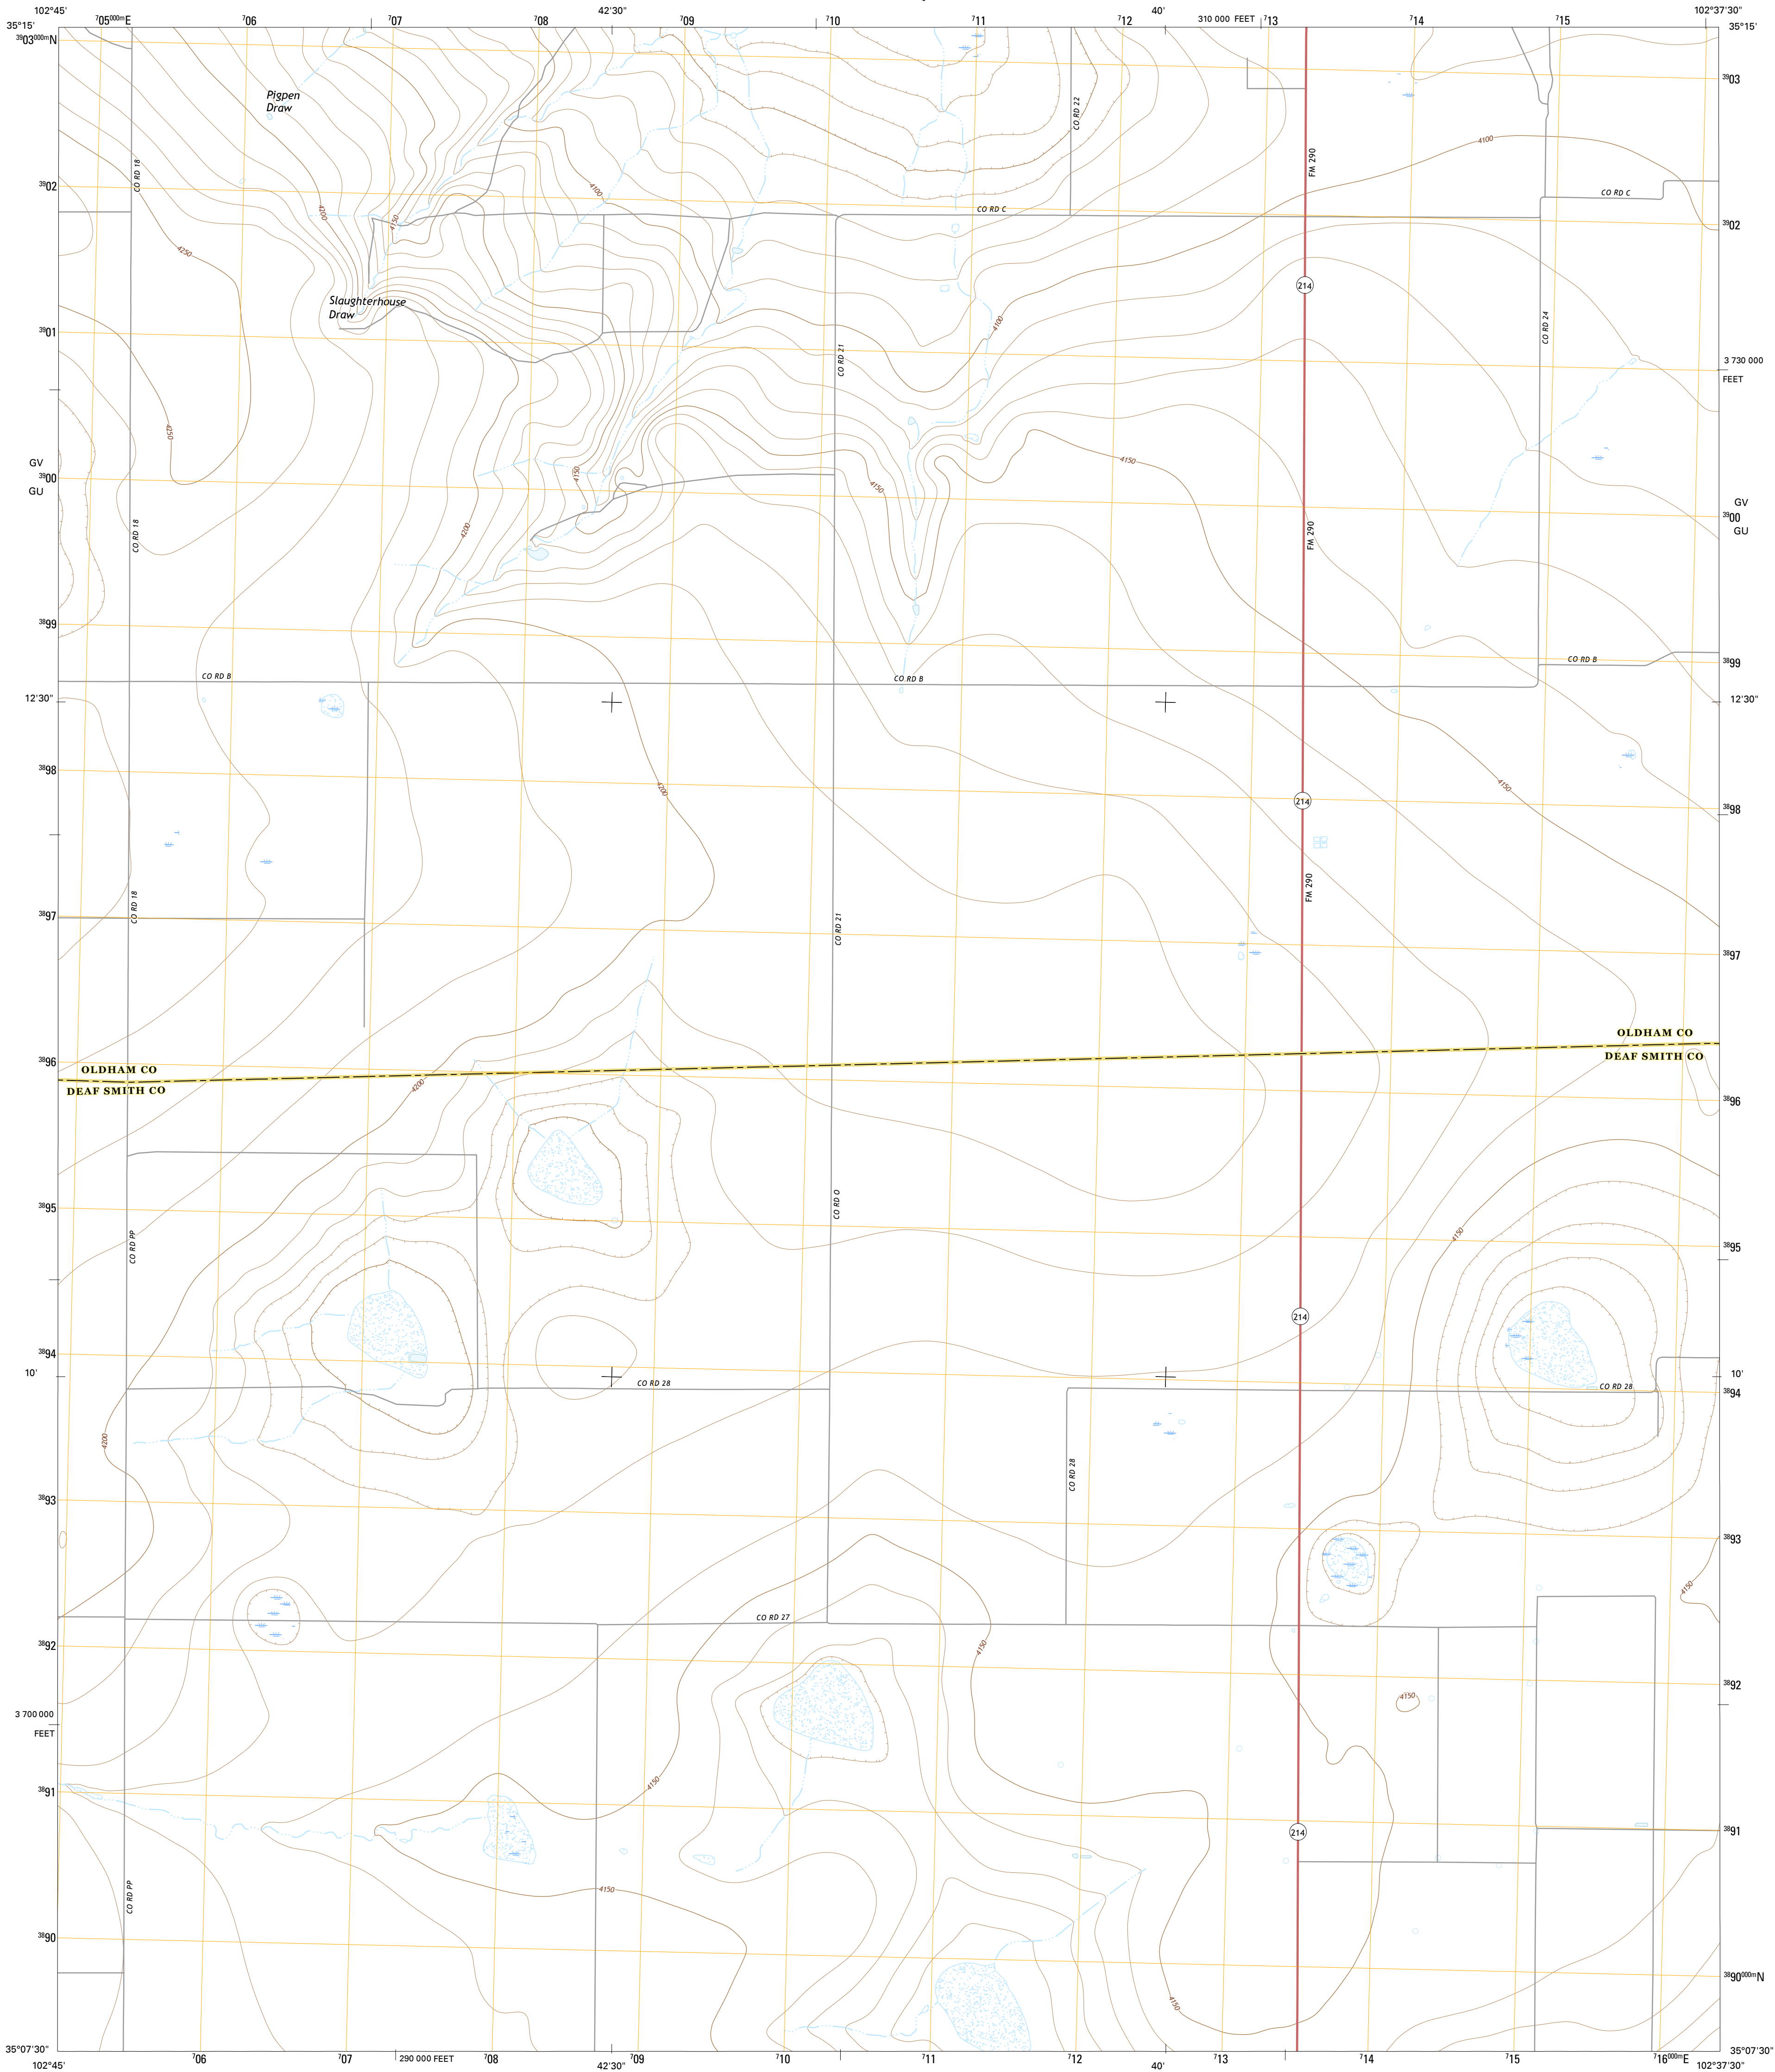 102°45' ⁷05⁰⁰⁰ᵐE ⁷06 ⁷07 ⁷08 42'30" ⁷09 ⁷10 ⁷11 ⁷12 40' 310 000 FEET ⁷13 ⁷14 ⁷15 102°37'30"
35°15' 35°15'
³⁹03⁰⁰⁰ᵐN
³⁹03
Pigpen
Draw
CO RD 22
4100
FM 290
CO RD 18
³⁹02
4100
CO RD C
4200
CO RD C
4150
³⁹02
4250
214
Slaughterhouse
Draw
4100
CO RD 24
³⁹01
CO RD 21
3 730 000
FEET
4250
GV
4150
4150
³⁹00
4150
GU
GV
³⁹00
GU
CO RD 18
4200
FM 290
³⁸99
CO RD B
³⁸99
CO RD B
CO RD B
12'30"
12'30"
³⁸98
4200
4150
214
³⁸98
FM 290
CO RD 18
³⁸97
CO RD 21
³⁸97
OLDHAM CO
DEAF SMITH CO
³⁸96
OLDHAM CO
DEAF SMITH CO
4200
³⁸96
³⁸95
CO RD O
4150
CO RD PP
³⁸95
214
³⁸94
10'
10'
CO RD 28
CO RD 28
³⁸94
4200
CO RD 28
³⁸93
³⁸93
4150
CO RD 27
³⁸92
4150
³⁸92
4150
3 700 000
FEET
4150
³⁸91
214
³⁸91
4150
CO RD PP
³⁸90
³⁸90⁰⁰⁰ᵐN
4150
35°07'30" 35°07'30"
102°45' ⁷06 ⁷07 290 000 FEET ⁷08 42'30" ⁷09 ⁷10 ⁷11 ⁷12 40' ⁷13 ⁷14 ⁷15 ⁷16⁰⁰⁰ᵐE 102°37'30"